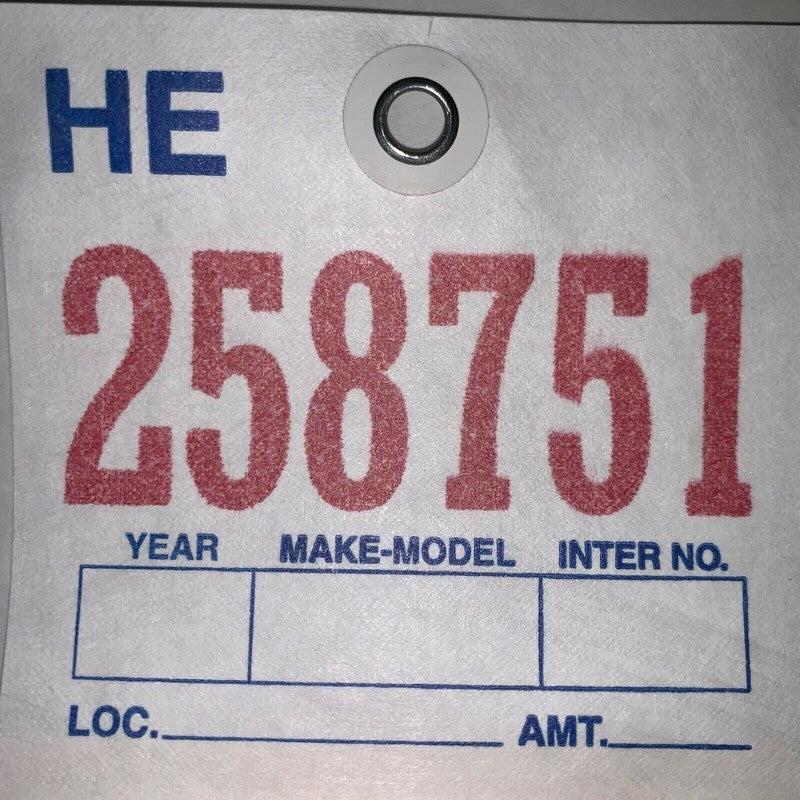 HE
258751
YEAR MAKE-MODEL INTER NO.
LOC. AMT.